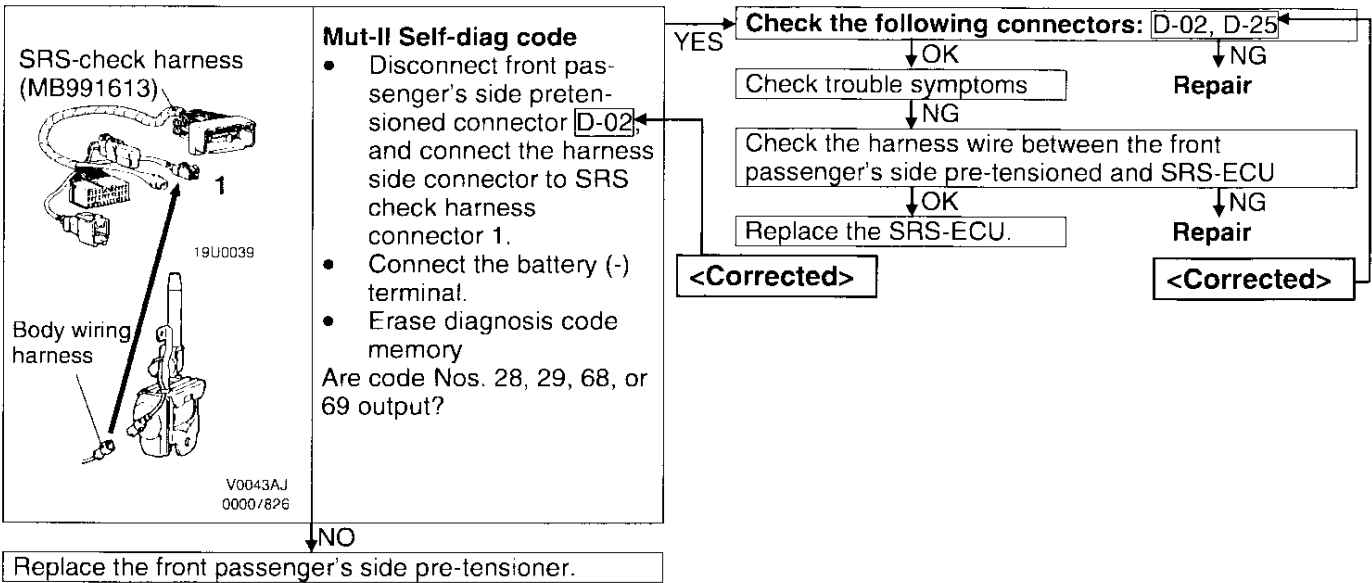 SRS-check harness
(MB991613)
1
19U0039
Body wiring
harness
V0043AJ
00007826
Mut-II Self-diag code
• Disconnect front pas-
senger's side preten-
sioned connector D-02,
and connect the harness
side connector to SRS
check harness
connector 1.
• Connect the battery (-)
terminal.
• Erase diagnosis code
memory
Are code Nos. 28, 29, 68, or
69 output?
YES
Check the following connectors: D-02, D-25
OK
NG
Check trouble symptoms
Repair
NG
Check the harness wire between the front
passenger's side pre-tensioned and SRS-ECU
OK
NG
Replace the SRS-ECU.
Repair
<Corrected>
<Corrected>
NO
Replace the front passenger's side pre-tensioner.